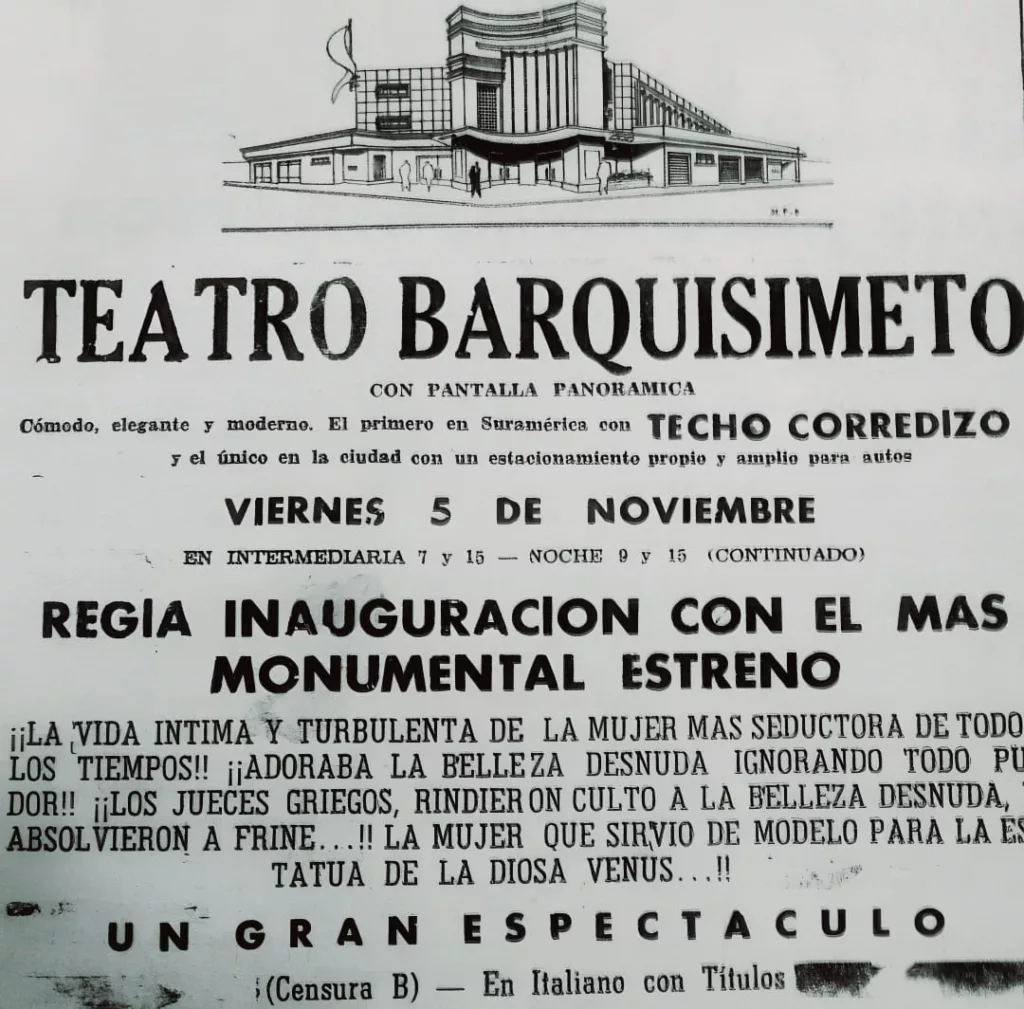 M.F.B
TEATRO BARQUISIMETO
CON PANTALLA PANORAMICA
Cómodo, elegante y moderno. El primero en Suramérica con TECHO CORREDIZO
y el único en la ciudad con un estacionamiento propio y amplio para autos
VIERNES 5 DE NOVIEMBRE
EN INTERMEDIARIA 7 y 15 — NOCHE 9 y 15 (CONTINUADO)
REGIA INAUGURACION CON EL MAS
MONUMENTAL ESTRENO
¡¡LA VIDA INTIMA Y TURBULENTA DE LA MUJER MAS SEDUCTORA DE TODO
LOS TIEMPOS!! ¡¡ADORABA LA BELLEZA DESNUDA IGNORANDO TODO PU
DOR!! ¡¡LOS JUECES GRIEGOS, RINDIERON CULTO A LA BELLEZA DESNUDA,
ABSOLVIERON A FRINE...!! LA MUJER QUE SIRVIO DE MODELO PARA LA ES
TATUA DE LA DIOSA VENUS...!!
UN GRAN ESPECTACULO
(Censura B) — En Italiano con Títulos